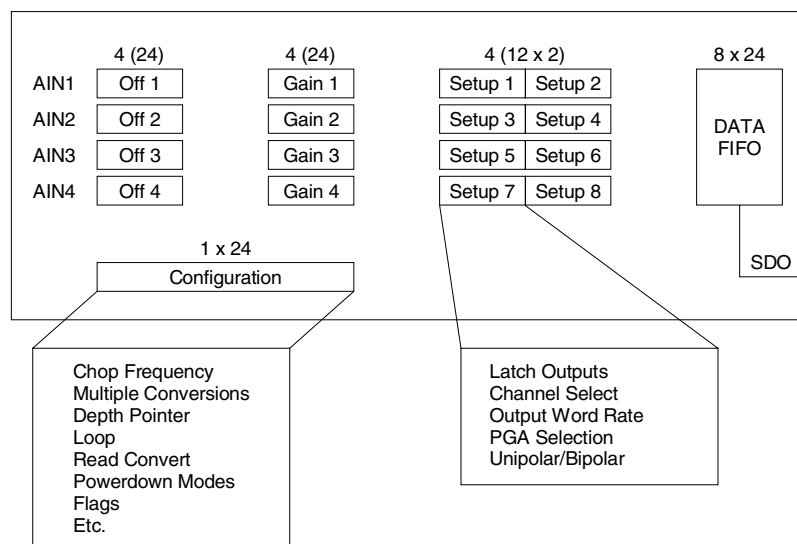 4 (24) 4 (24) 4 (12 x 2) 8 x 24
AIN1 Off 1 Gain 1 Setup 1 Setup 2
AIN2 Off 2 Gain 2 Setup 3 Setup 4
AIN3 Off 3 Gain 3 Setup 5 Setup 6
AIN4 Off 4 Gain 4 Setup 7 Setup 8
DATA
FIFO
SDO
1 x 24
Configuration
Chop Frequency
Multiple Conversions
Depth Pointer
Loop
Read Convert
Powerdown Modes
Flags
Etc.
Latch Outputs
Channel Select
Output Word Rate
PGA Selection
Unipolar/Bipolar